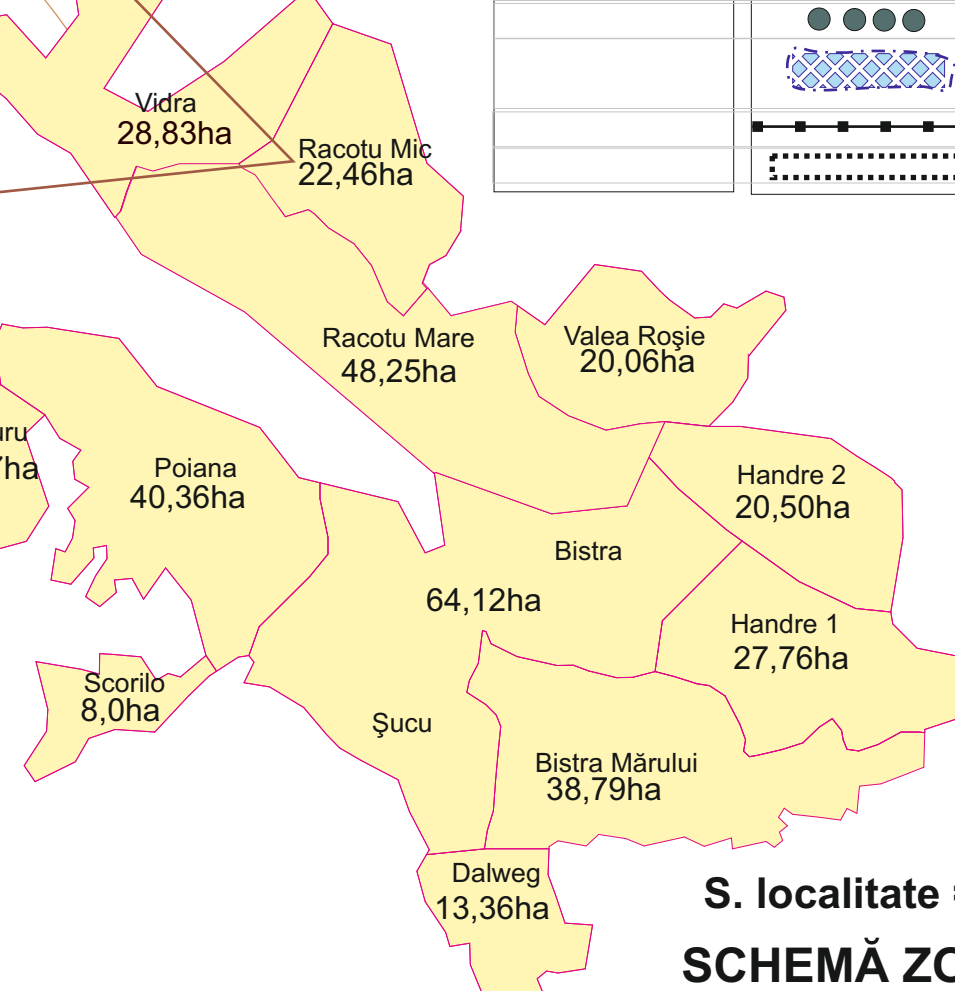 Vidra
28,83ha
Racotu Mic
22,46ha
Racotu Mare
48,25ha
Valea Roşie
20,06ha
Poiana
40,36ha
Handre 2
20,50ha
Bistra
64,12ha
Handre 1
27,76ha
Scorilo
8,0ha
Şucu
Bistra Mărului
38,79ha
Dalweg
13,36ha
S. localitate
SCHEMĂ